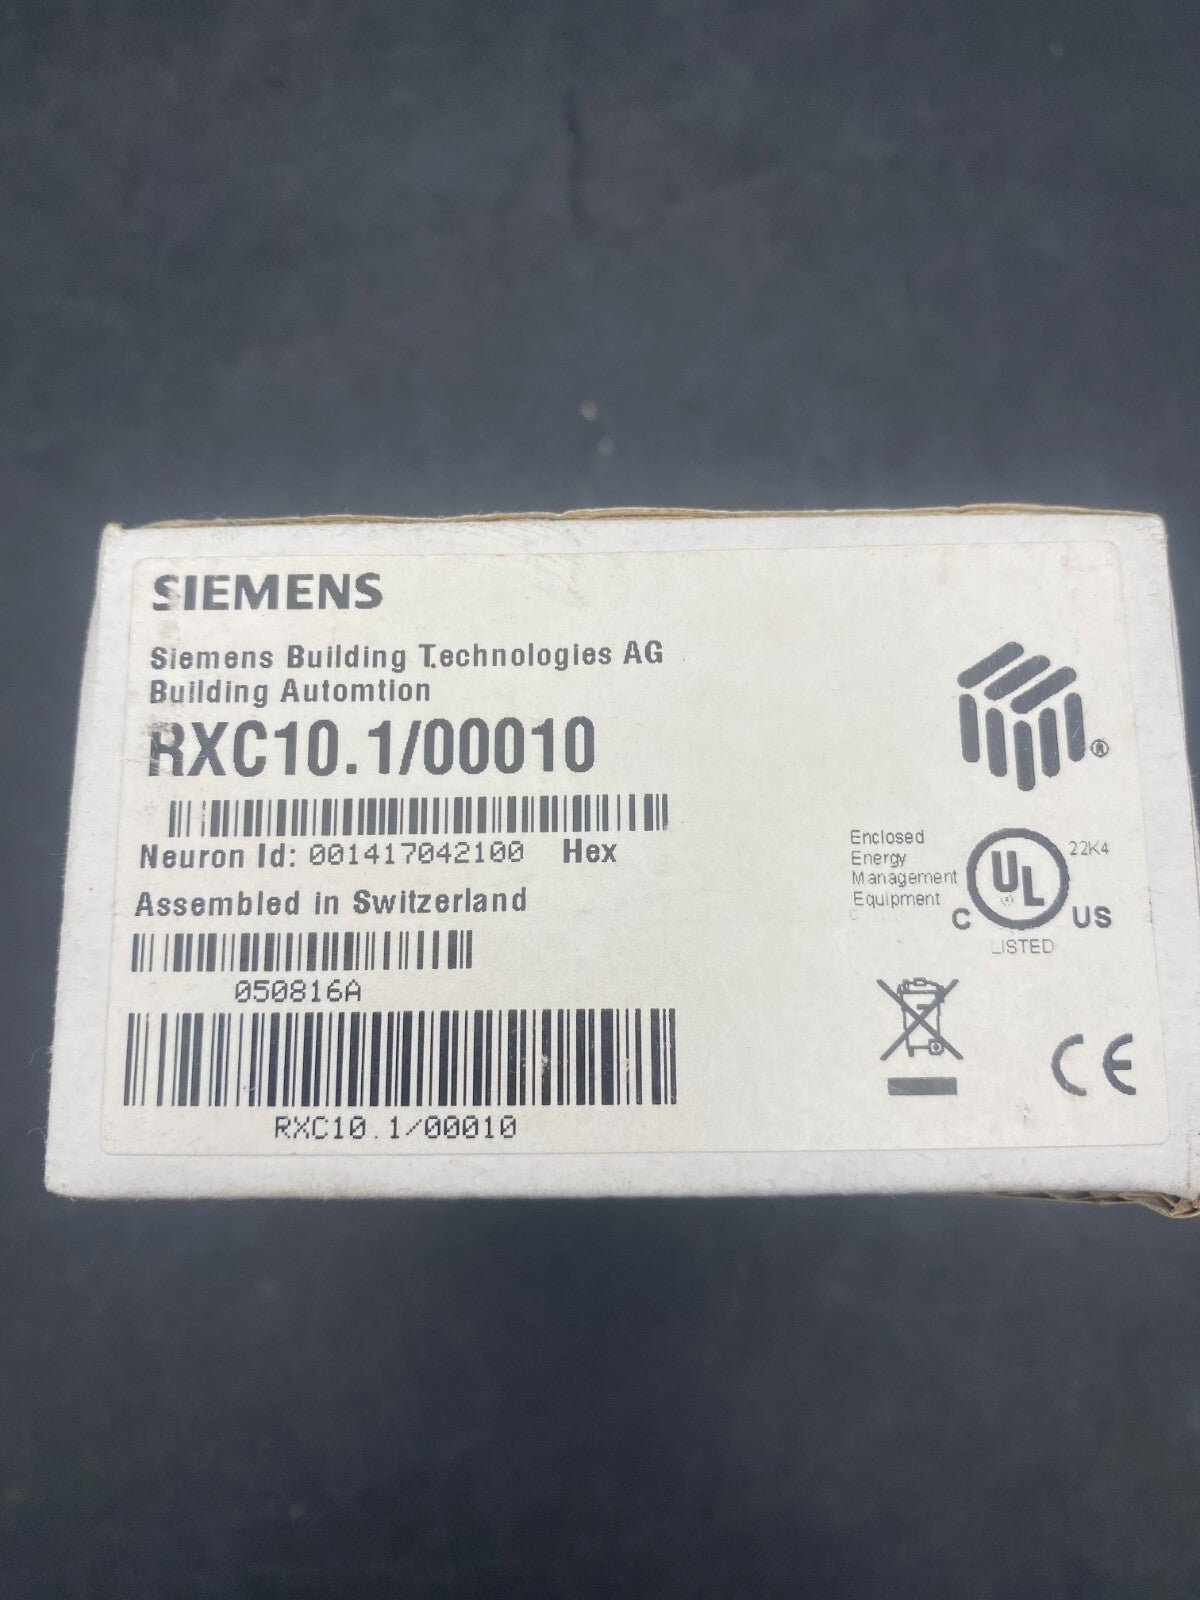 SIEMENS
Siemens Building Technologies AG
Building Automtion
RXC10.1/00010
Neuron Id: 001417042100 Hex
Assembled in Switzerland
050816A
RXC10.1/00010
®
Enclosed
Energy
Management
Equipment
C UL US
22K4
LISTED
CE